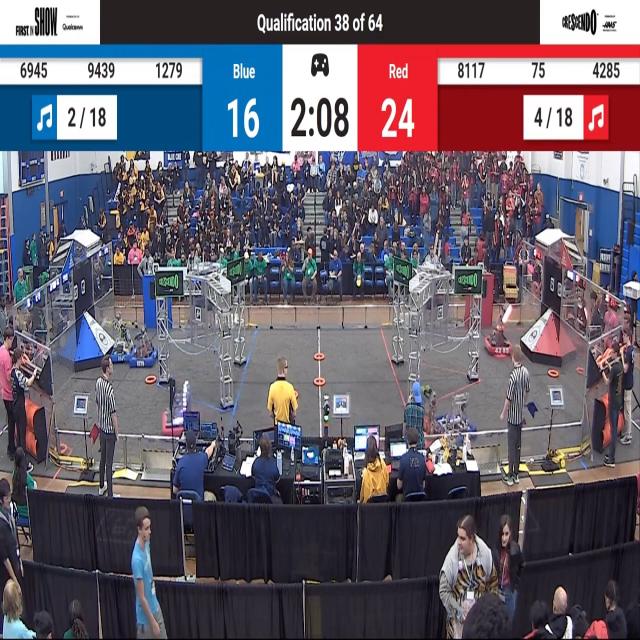 FIRST IN SHOW
Qualcomm
Qualification 38 of 64
CRESCENDO
6945 9439 1279
Blue
Red
8117 75 4285
2 / 18
16
2:08
24
4 / 18